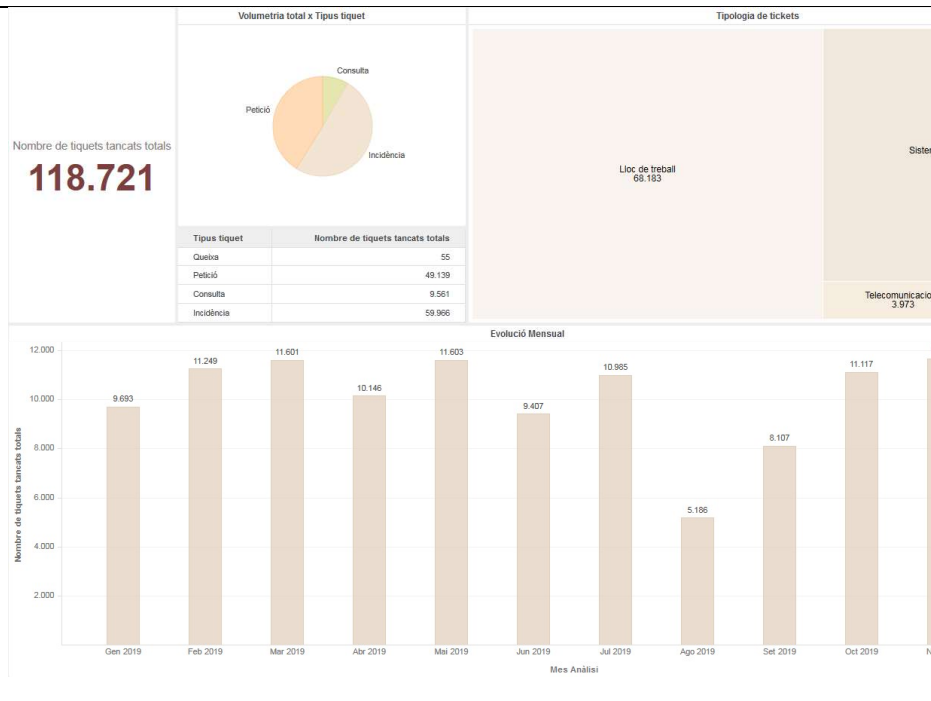 Volumetria total x Tipus tiquet
Consulta
Petició
Incidència
Nombre de tiquets tancats totals
118.721
Tipus tiquet Nombre de tiquets tancats totals
Queixa 55
Petició 49.139
Consulta 9.561
Incidència 59.966
Tipologia de tickets
Lloc de treball
68.183
Sister
Telecomunicacio
3.973
Evolució Mensual
Nombre de tiquets tancats totals
12.000
10.000
8.000
6.000
4.000
2.000
9.693
11.249
11.601
10.146
11.603
9.407
10.985
5.186
8.107
11.117
Gen 2019 Feb 2019 Mar 2019 Abr 2019 Mai 2019 Jun 2019 Jul 2019 Ago 2019 Set 2019 Oct 2019 N
Mes Anàlisi